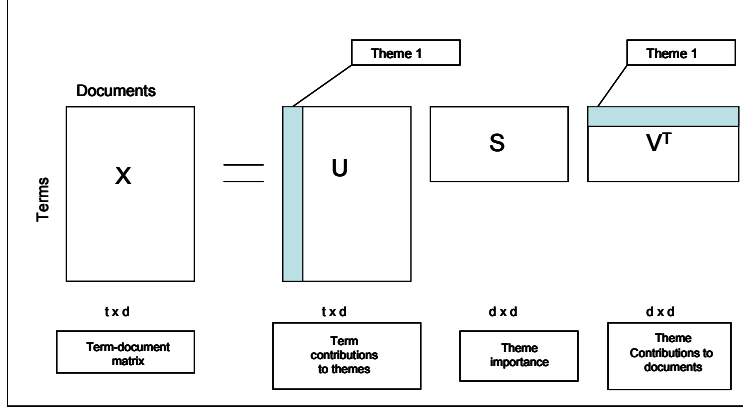 Theme 1
Theme 1
Documents
Terms
X
U
S
VT
t x d
t x d
d x d
d x d
Term-document
matrix
Term
contributions
to themes
Theme
importance
Theme
Contributions to
documents